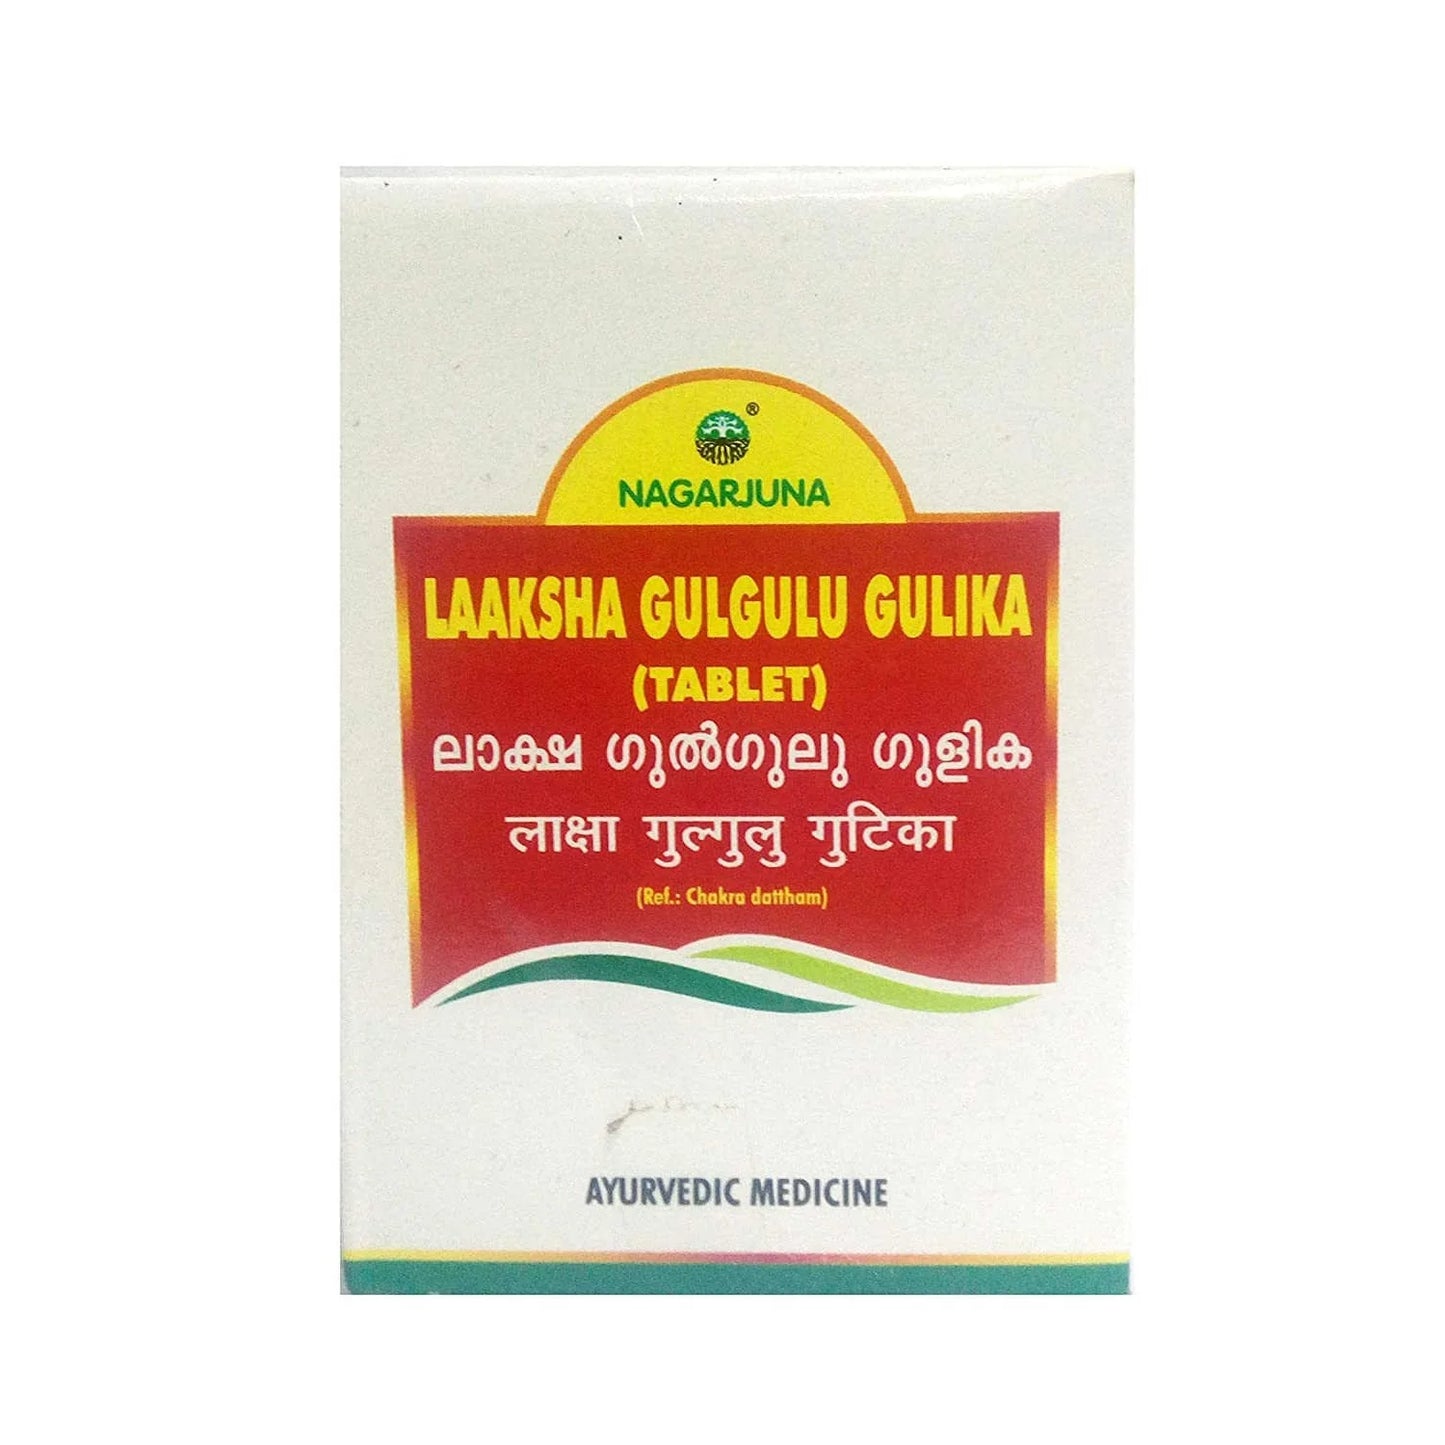 ®
NAGARJUNA
LAAKSHA GULGULU GULIKA
(TABLET)
ലാക്ഷ ഗുൽഗുലു ഗുളിക
लाक्षा गुल्गुलु गुटिका
(Ref.: Chakra dattham)
AYURVEDIC MEDICINE